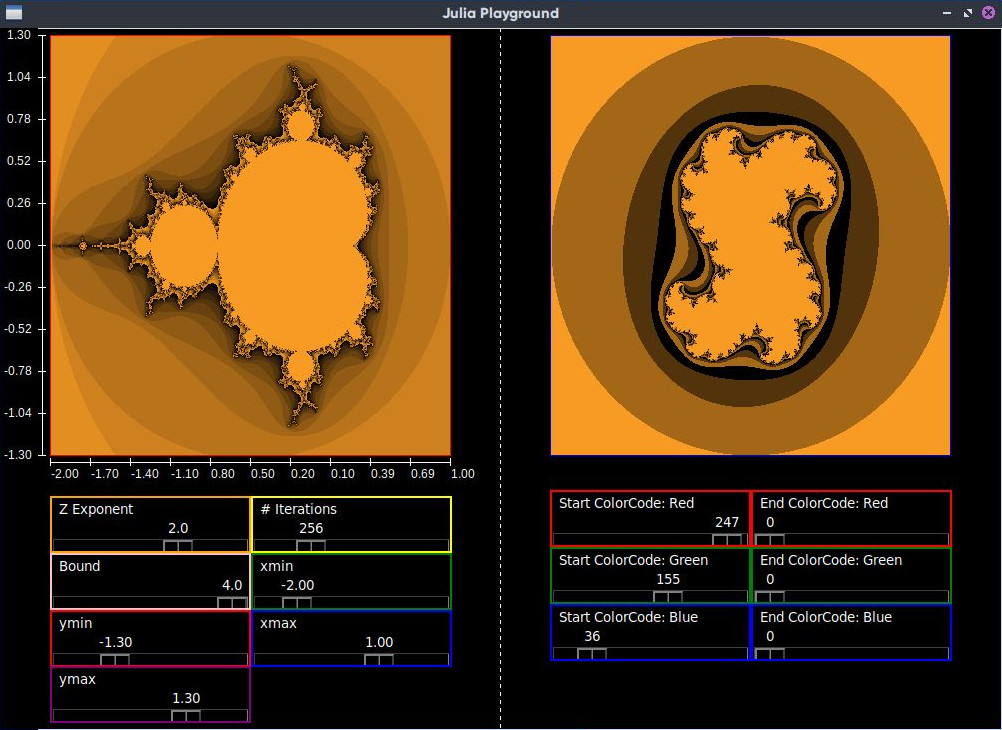 Julia Playground
1.30
1.04
0.78
0.52
0.26
0.00
-0.26
-0.52
-0.78
-1.04
-1.30
-2.00 -1.70 -1.40 -1.10 0.80 0.50 0.20 0.10 0.39 0.69 1.00
Z Exponent
2.0
# Iterations
256
Bound
4.0
xmin
-2.00
ymin
-1.30
xmax
1.00
ymax
1.30
Start ColorCode: Red
247
End ColorCode: Red
0
Start ColorCode: Green
155
End ColorCode: Green
0
Start ColorCode: Blue
36
End ColorCode: Blue
0